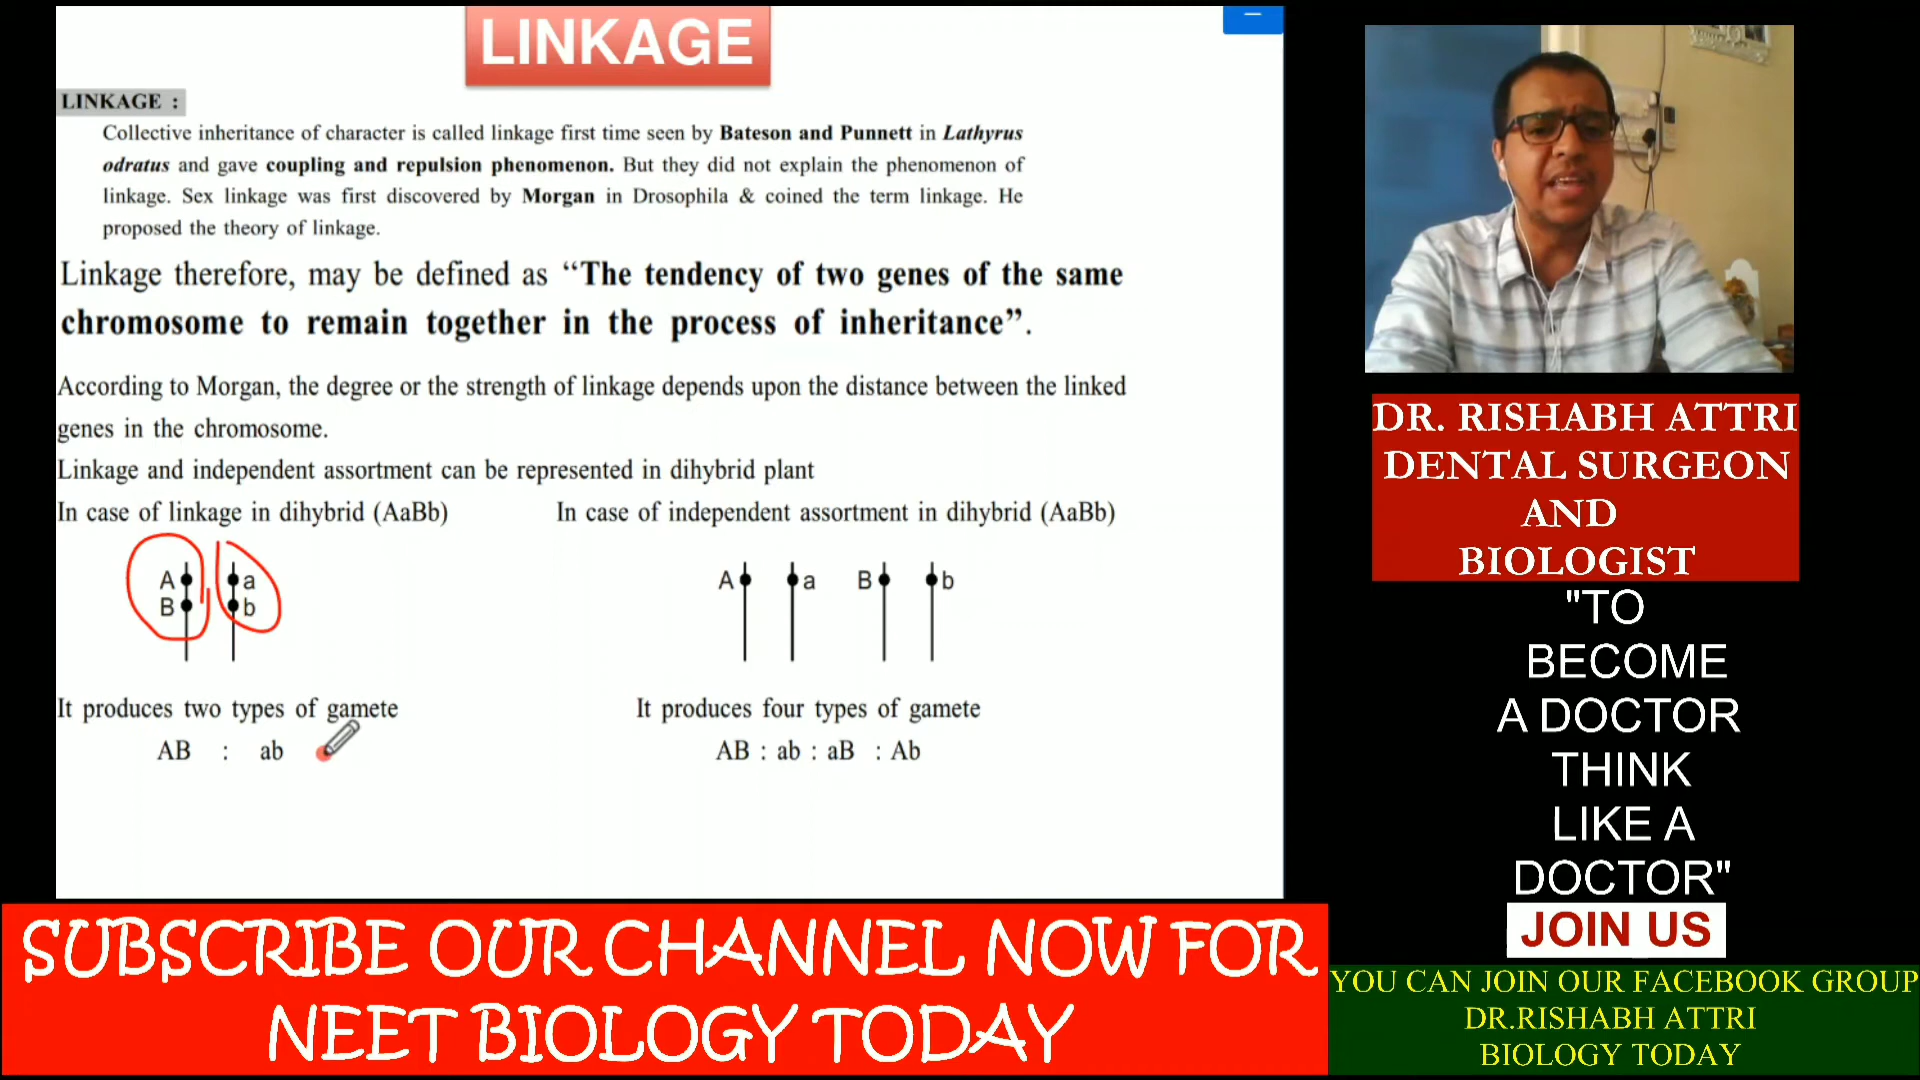 LINKAGE
LINKAGE :
Collective inheritance of character is called linkage first time seen by Bateson and Punnett in Lathyrus
odratus and gave coupling and repulsion phenomenon. But they did not explain the phenomenon of
linkage. Sex linkage was first discovered by Morgan in Drosophila & coined the term linkage. He
proposed the theory of linkage.
Linkage therefore, may be defined as “The tendency of two genes of the same
chromosome to remain together in the process of inheritance”.
According to Morgan, the degree or the strength of linkage depends upon the distance between the linked
genes in the chromosome.
Linkage and independent assortment can be represented in dihybrid plant
In case of linkage in dihybrid (AaBb)
A a
B b
It produces two types of gamete
AB : ab
In case of independent assortment in dihybrid (AaBb)
A a B b
It produces four types of gamete
AB : ab : aB : Ab
DR. RISHABH ATTRI
DENTAL SURGEON
AND
BIOLOGIST
"TO
BECOME
A DOCTOR
THINK
LIKE A
DOCTOR"
JOIN US
YOU CAN JOIN OUR FACEBOOK GROUP
DR.RISHABH ATTRI
BIOLOGY TODAY
SUBSCRIBE OUR CHANNEL NOW FOR
NEET BIOLOGY TODAY